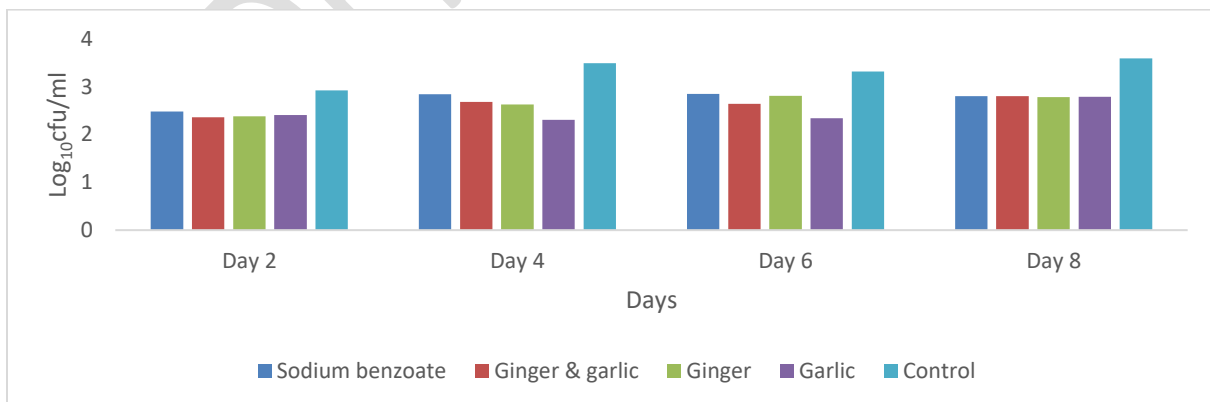 4
3
2
1
0
Log₁₀cfu/ml
Day 2 Day 4 Day 6 Day 8
Days
Sodium benzoate Ginger & garlic Ginger Garlic Control